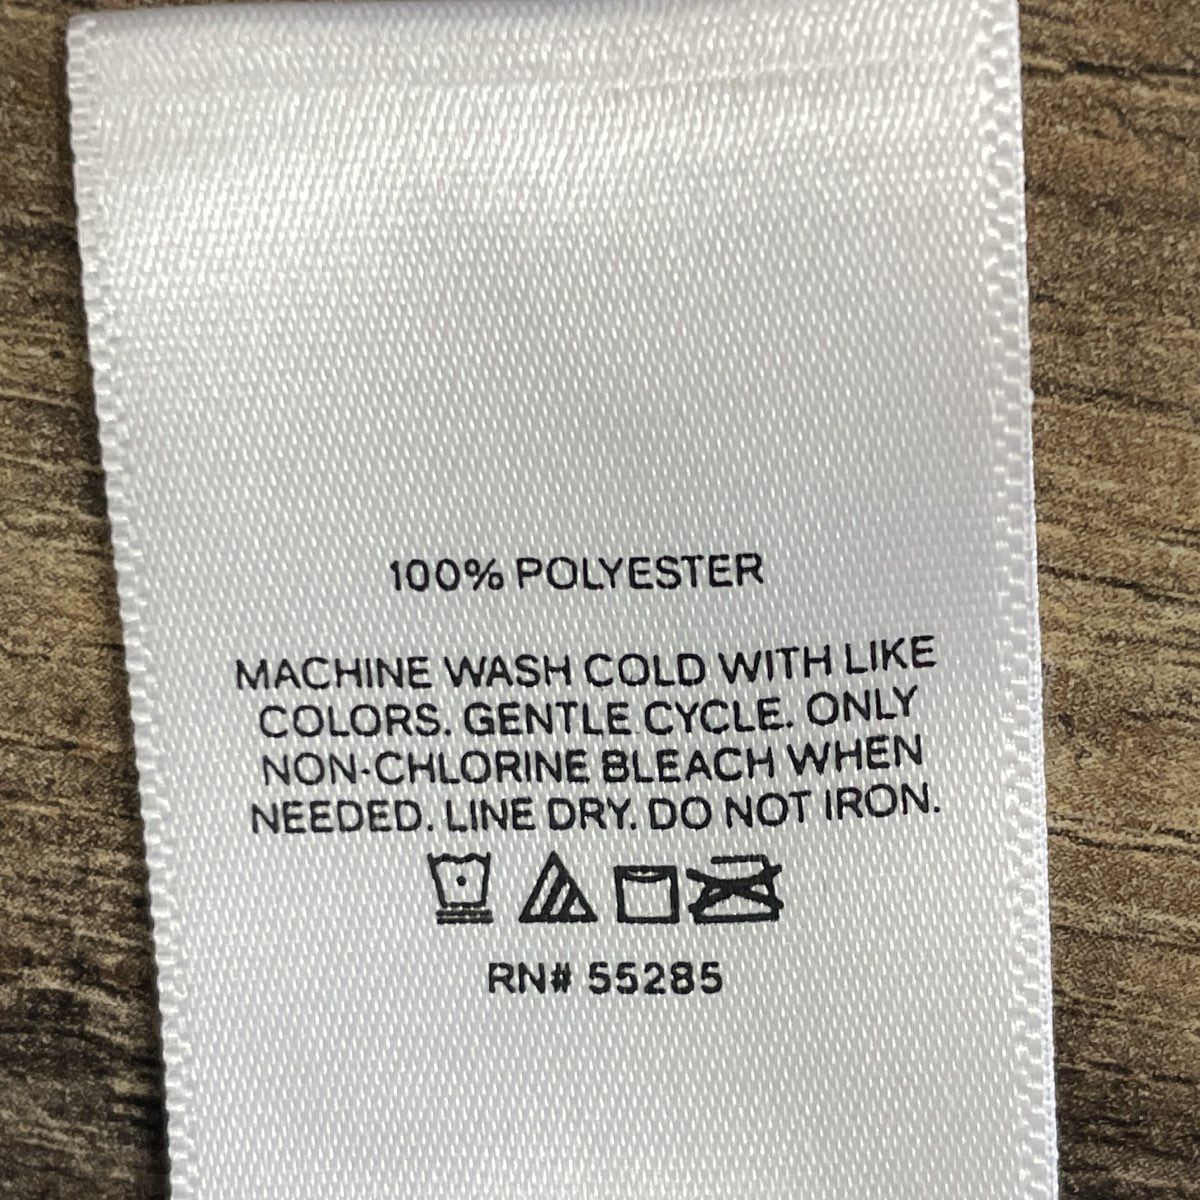 100% POLYESTER
MACHINE WASH COLD WITH LIKE
COLORS. GENTLE CYCLE. ONLY
NON-CHLORINE BLEACH WHEN
NEEDED. LINE DRY. DO NOT IRON.
RN# 55285